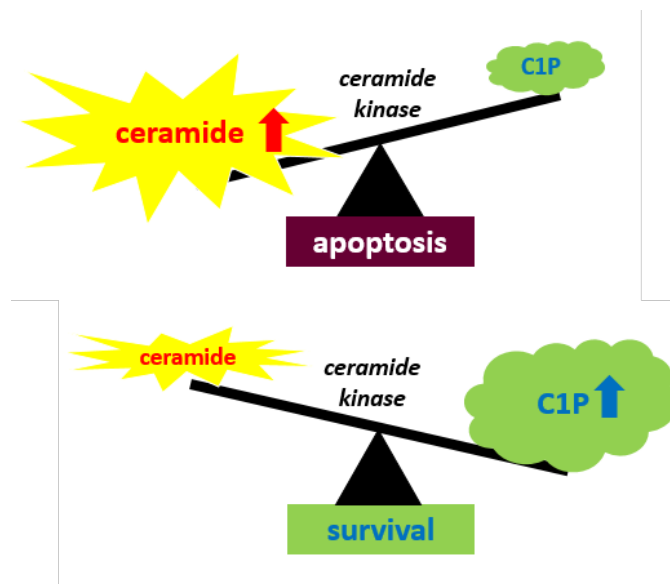 C1P
ceramide
kinase
ceramide
apoptosis
ceramide
ceramide
kinase
C1P
survival